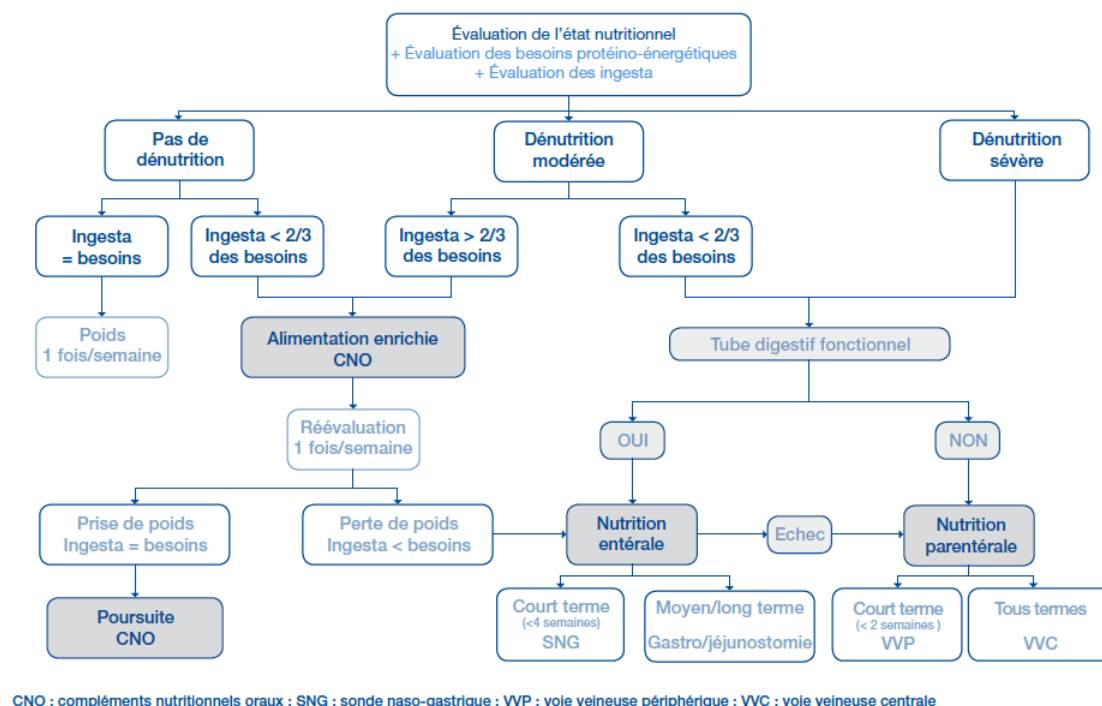 Évaluation de l'état nutritionnel
+ Évaluation des besoins protéino-énergétiques
+ Évaluation des ingesta
Pas de
dénutrition
Dénutrition
modérée
Dénutrition
sévère
Ingesta
= besoins
Ingesta < 2/3
des besoins
Ingesta > 2/3
des besoins
Ingesta < 2/3
des besoins
Poids
1 fois/semaine
Alimentation enrichie
CNO
Tube digestif fonctionnel
Réévaluation
1 fois/semaine
OUI
NON
Prise de poids
Ingesta = besoins
Perte de poids
Ingesta < besoins
Nutrition
entérale
Echec
Nutrition
parentérale
Poursuite
CNO
Court terme
(<4 semaines)
SNG
Moyen/long terme
Gastro/jéjunostomie
Court terme
(< 2 semaines )
VVP
Tous termes
VVC
CNO : compléments nutritionnels oraux ; SNG : sonde naso-gastrique ; VVP : voie veineuse périphérique ; VVC : voie veineuse centrale